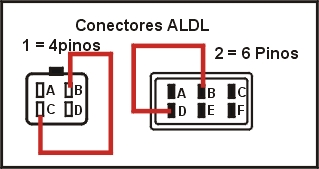 Conectores ALDL
1 = 4pinos
2 = 6 Pinos
A B
C D
A B C
D E F